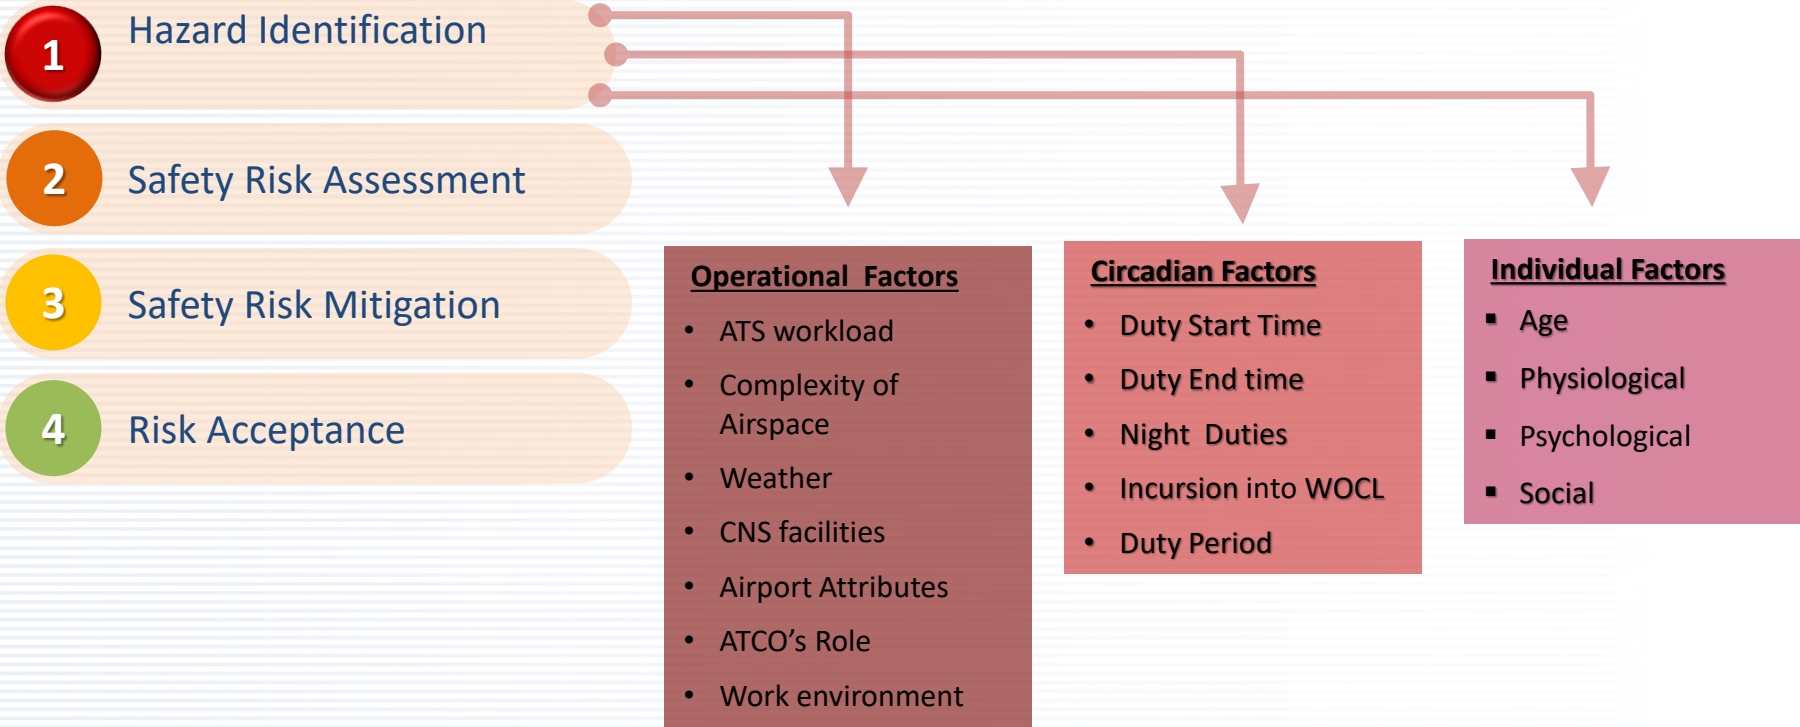 1
Hazard Identification
2
Safety Risk Assessment
3
Safety Risk Mitigation
4
Risk Acceptance
Operational  Factors
• ATS workload
• Complexity of
Airspace
• Weather
• CNS facilities
• Airport Attributes
• ATCO’s Role
• Work environment
Circadian Factors
• Duty Start Time
• Duty End time
• Night  Duties
• Incursion into WOCL
• Duty Period
Individual Factors
▪ Age
▪ Physiological
▪ Psychological
▪ Social